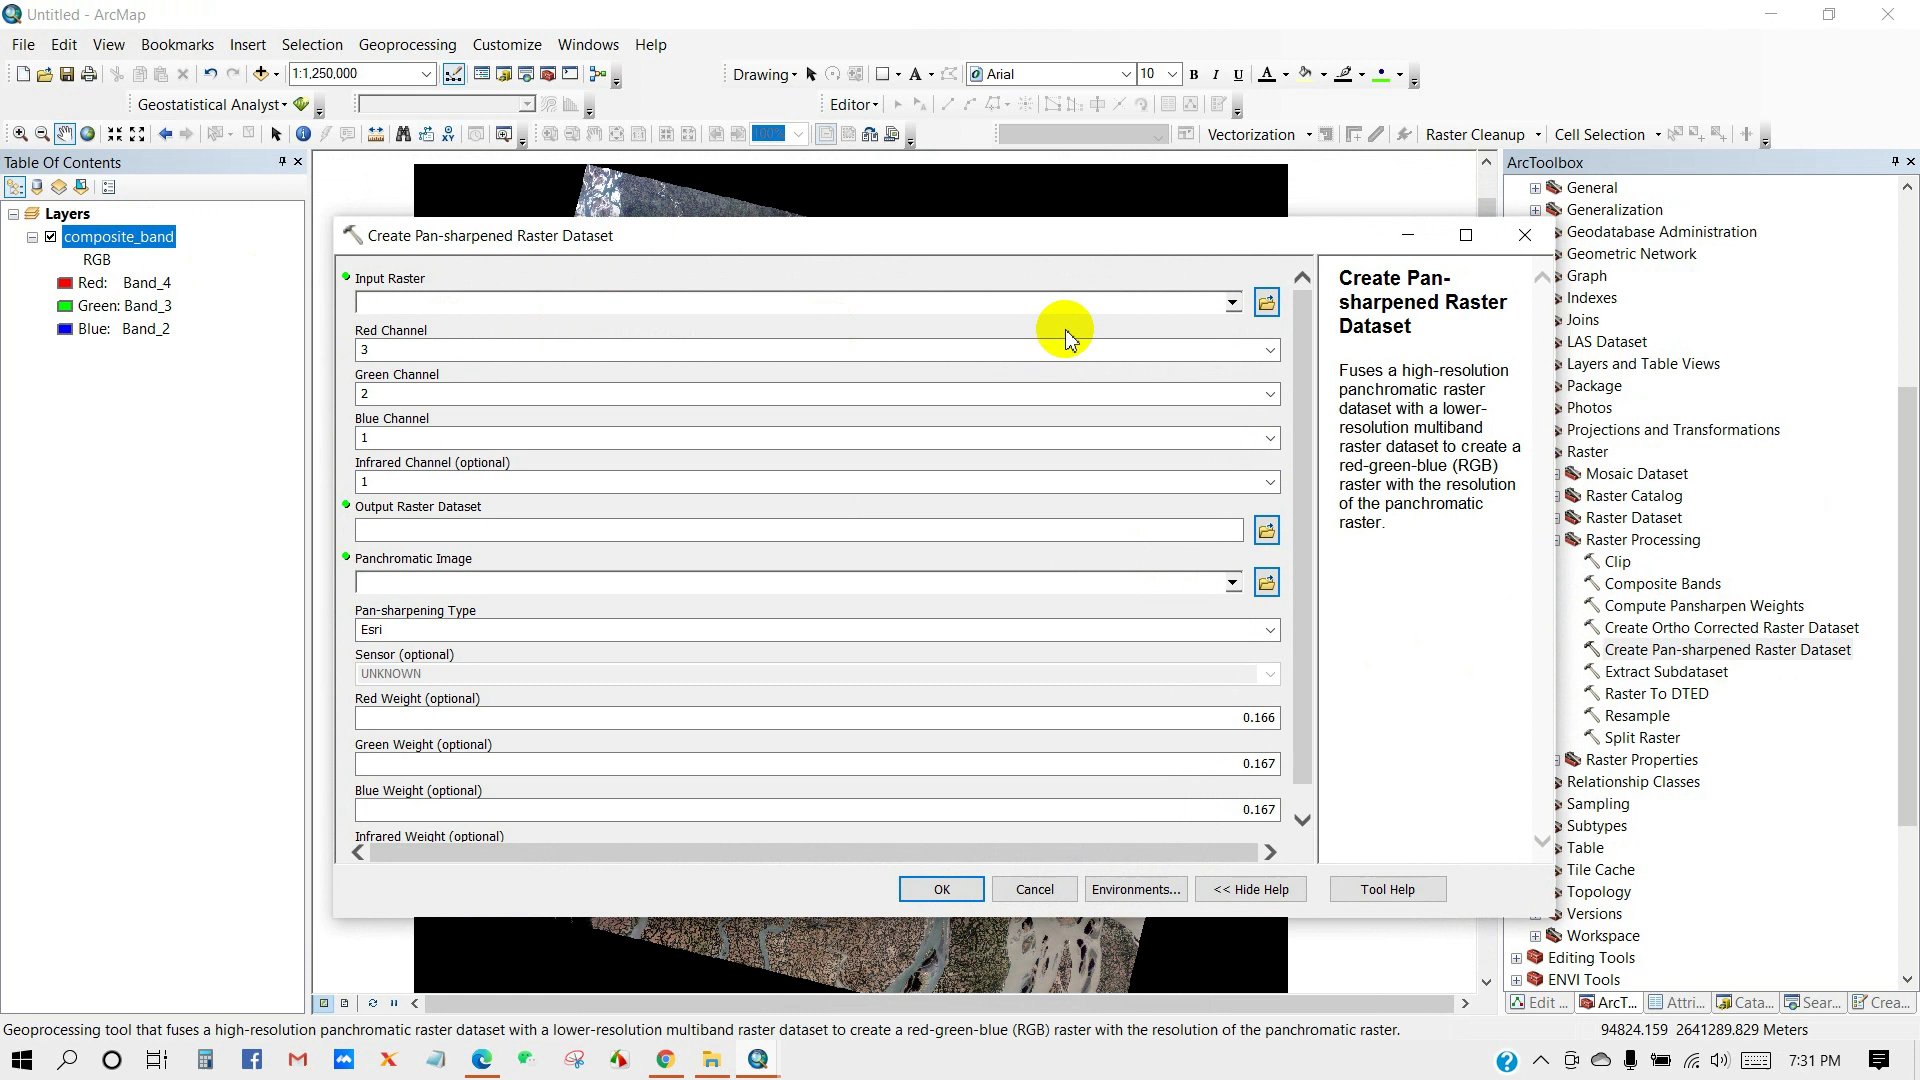 Untitled - ArcMap
File Edit View Bookmarks Insert Selection Geoprocessing Customize Windows Help
1:1,250,000
Drawing
Arial
10
B I U A
Geostatistical Analyst
Editor
100%
Vectorization
Raster Cleanup
Cell Selection
Table Of Contents
Layers
composite_band
RGB
Red: Band_4
Green: Band_3
Blue: Band_2
Create Pan-sharpened Raster Dataset
Input Raster
Red Channel
3
Green Channel
2
Blue Channel
1
Infrared Channel (optional)
1
Output Raster Dataset
Panchromatic Image
Pan-sharpening Type
Esri
Sensor (optional)
UNKNOWN
Red Weight (optional)
0.166
Green Weight (optional)
0.167
Blue Weight (optional)
0.167
Infrared Weight (optional)
OK
Cancel
Environments...
<< Hide Help
Tool Help
Create Pan-
sharpened Raster
Dataset
Fuses a high-resolution
panchromatic raster
dataset with a lower-
resolution multiband
raster dataset to create a
red-green-blue (RGB)
raster with the resolution
of the panchromatic
raster.
ArcToolbox
General
Generalization
Geodatabase Administration
Geometric Network
Graph
Indexes
Joins
LAS Dataset
Layers and Table Views
Package
Photos
Projections and Transformations
Raster
Mosaic Dataset
Raster Catalog
Raster Dataset
Raster Processing
Clip
Composite Bands
Compute Pansharpen Weights
Create Ortho Corrected Raster Dataset
Create Pan-sharpened Raster Dataset
Extract Subdataset
Raster To DTED
Resample
Split Raster
Raster Properties
Relationship Classes
Sampling
Subtypes
Table
Tile Cache
Topology
Versions
Workspace
Editing Tools
ENVI Tools
Edit ...
ArcT...
Attri...
Cata...
Sear...
Crea...
Geoprocessing tool that fuses a high-resolution panchromatic raster dataset with a lower-resolution multiband raster dataset to create a red-green-blue (RGB) raster with the resolution of the panchromatic raster.
94824.159 2641289.829 Meters
7:31 PM